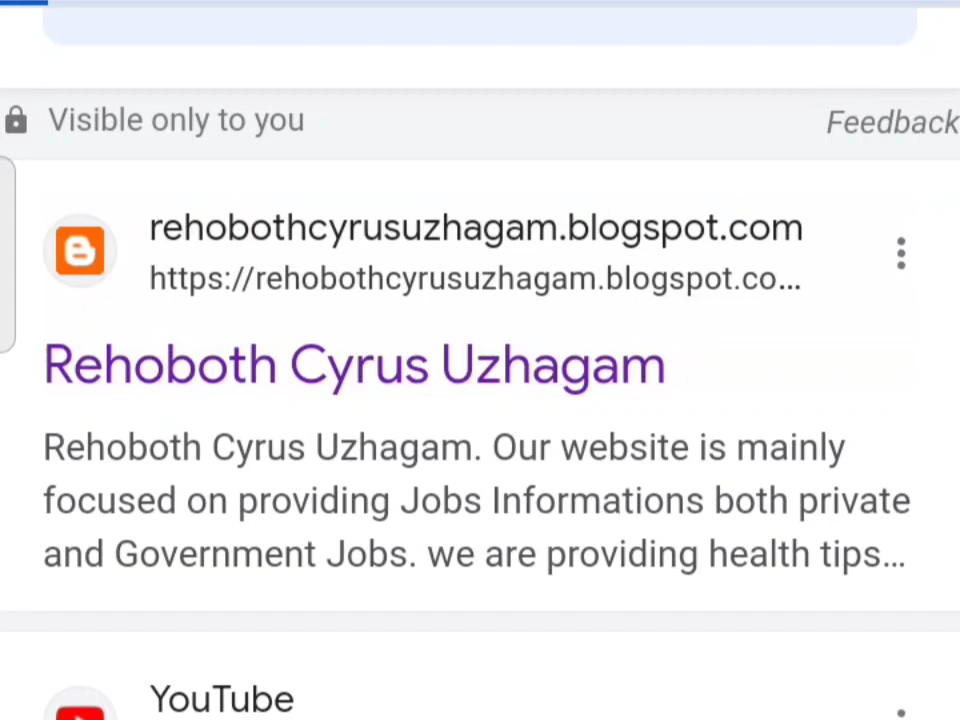 Visible only to you
Feedback
rehobothcyrusuzhagam.blogspot.com
https://rehobothcyrusuzhagam.blogspot.co...
Rehoboth Cyrus Uzhagam
Rehoboth Cyrus Uzhagam. Our website is mainly
focused on providing Jobs Informations both private
and Government Jobs. we are providing health tips...
YouTube